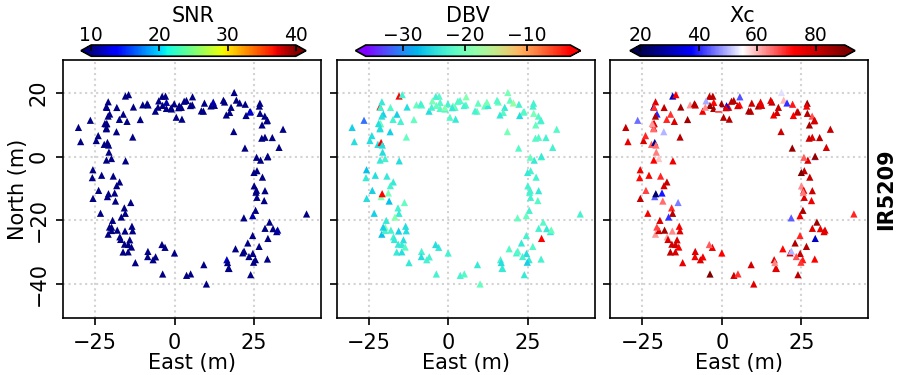 SNR DBV Xc
10 20 30 40 −30 −20 −10 20 40 60 80
20
0
−20
−40
North (m)
−25 0 25 −25 0 25 −25 0 25
East (m) East (m) East (m)
IR5209